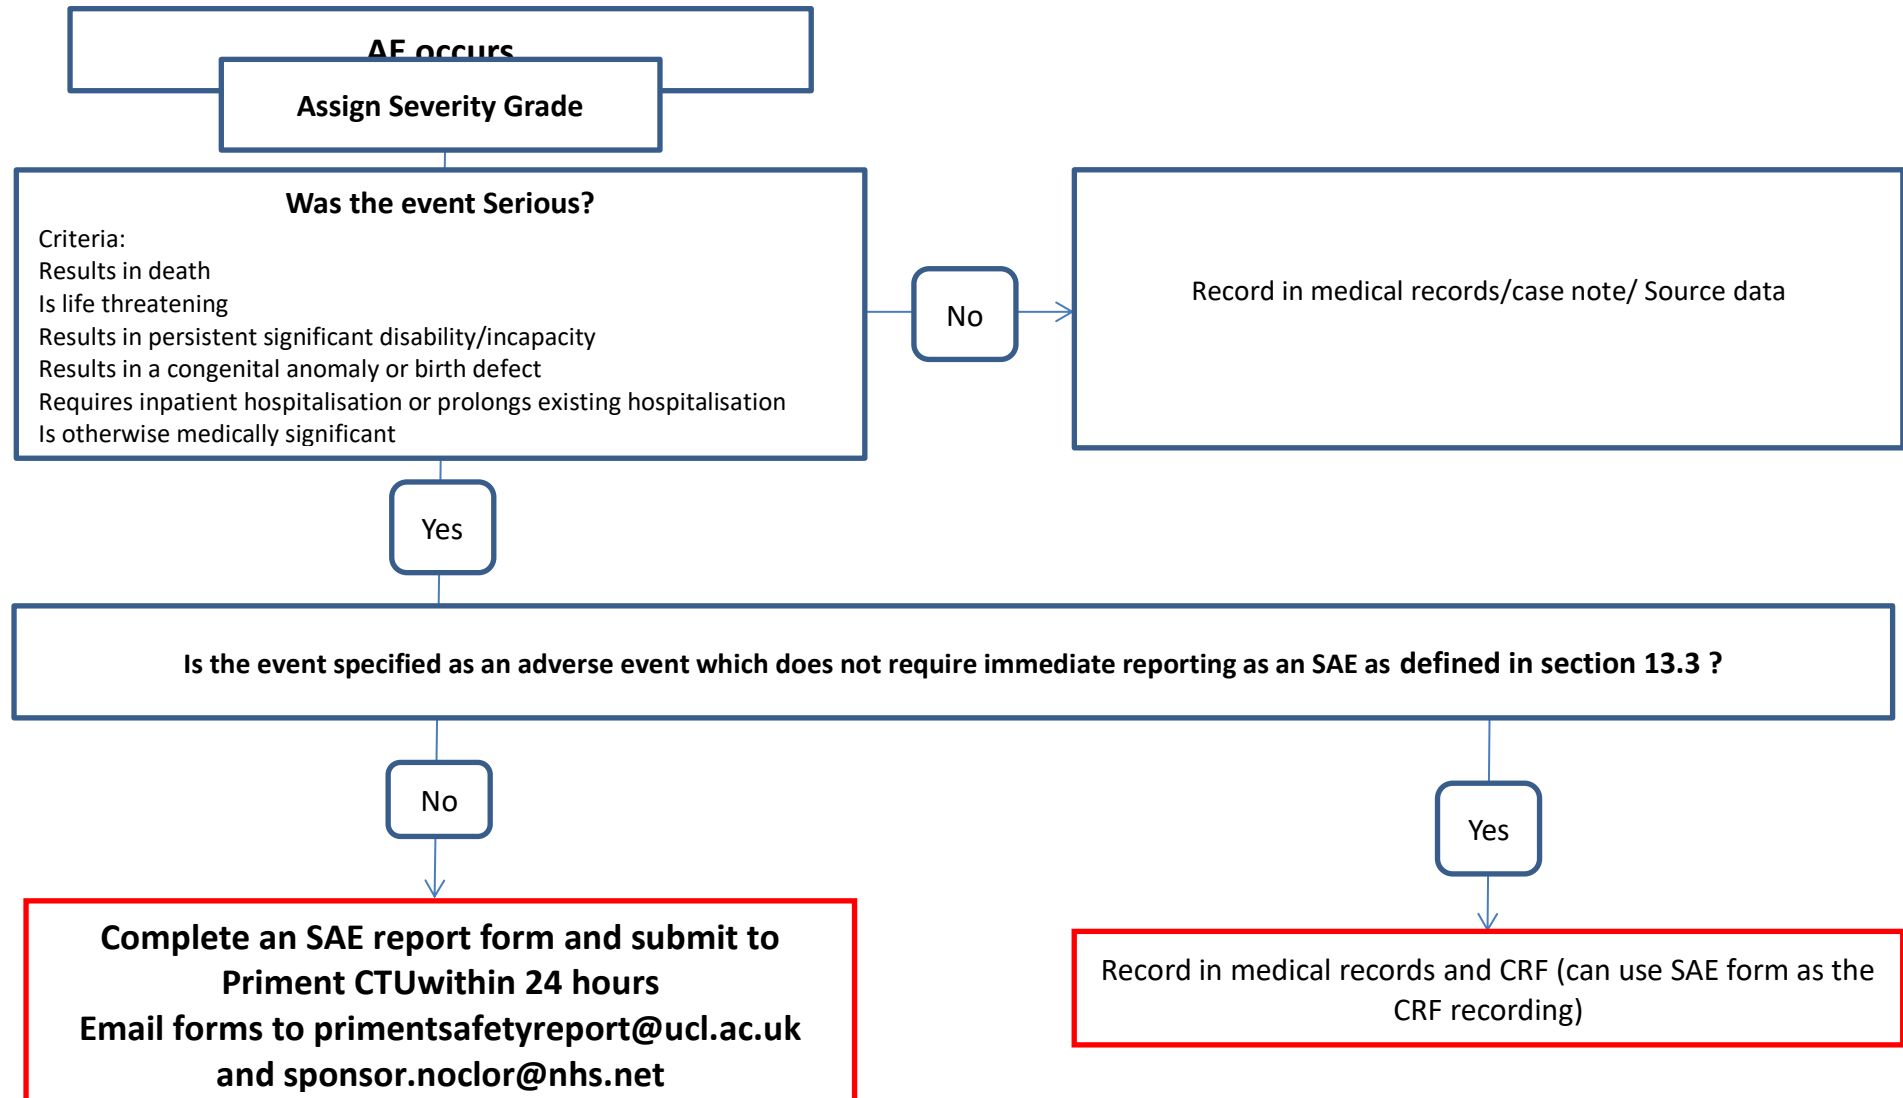 AE occurs
Assign Severity Grade
Was the event Serious?
Criteria:
Results in death
Is life threatening
Results in persistent significant disability/incapacity
Results in a congenital anomaly or birth defect
Requires inpatient hospitalisation or prolongs existing hospitalisation
Is otherwise medically significant
No
Record in medical records/case note/ Source data
Yes
Is the event specified as an adverse event which does not require immediate reporting as an SAE as defined in section 13.3 ?
No
Yes
Complete an SAE report form and submit to
Priment CTUwithin 24 hours
Email forms to primentsafetyreport@ucl.ac.uk
and sponsor.noclor@nhs.net
Record in medical records and CRF (can use SAE form as the
CRF recording)